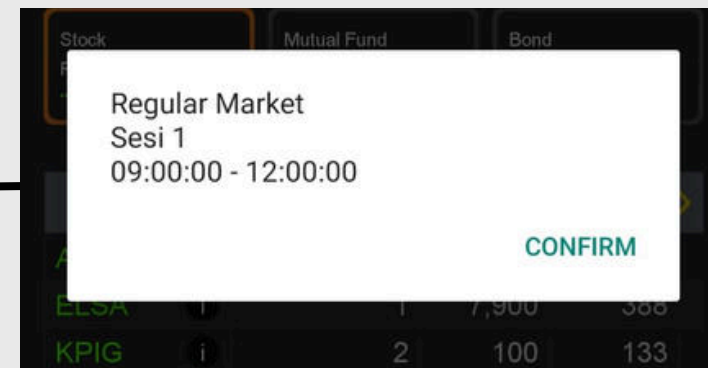 Stock Mutual Fund Bond
Regular Market
Sesi 1
09:00:00 - 12:00:00
CONFIRM
ELSA i 1 7,900 388
KPIG i 2 100 133